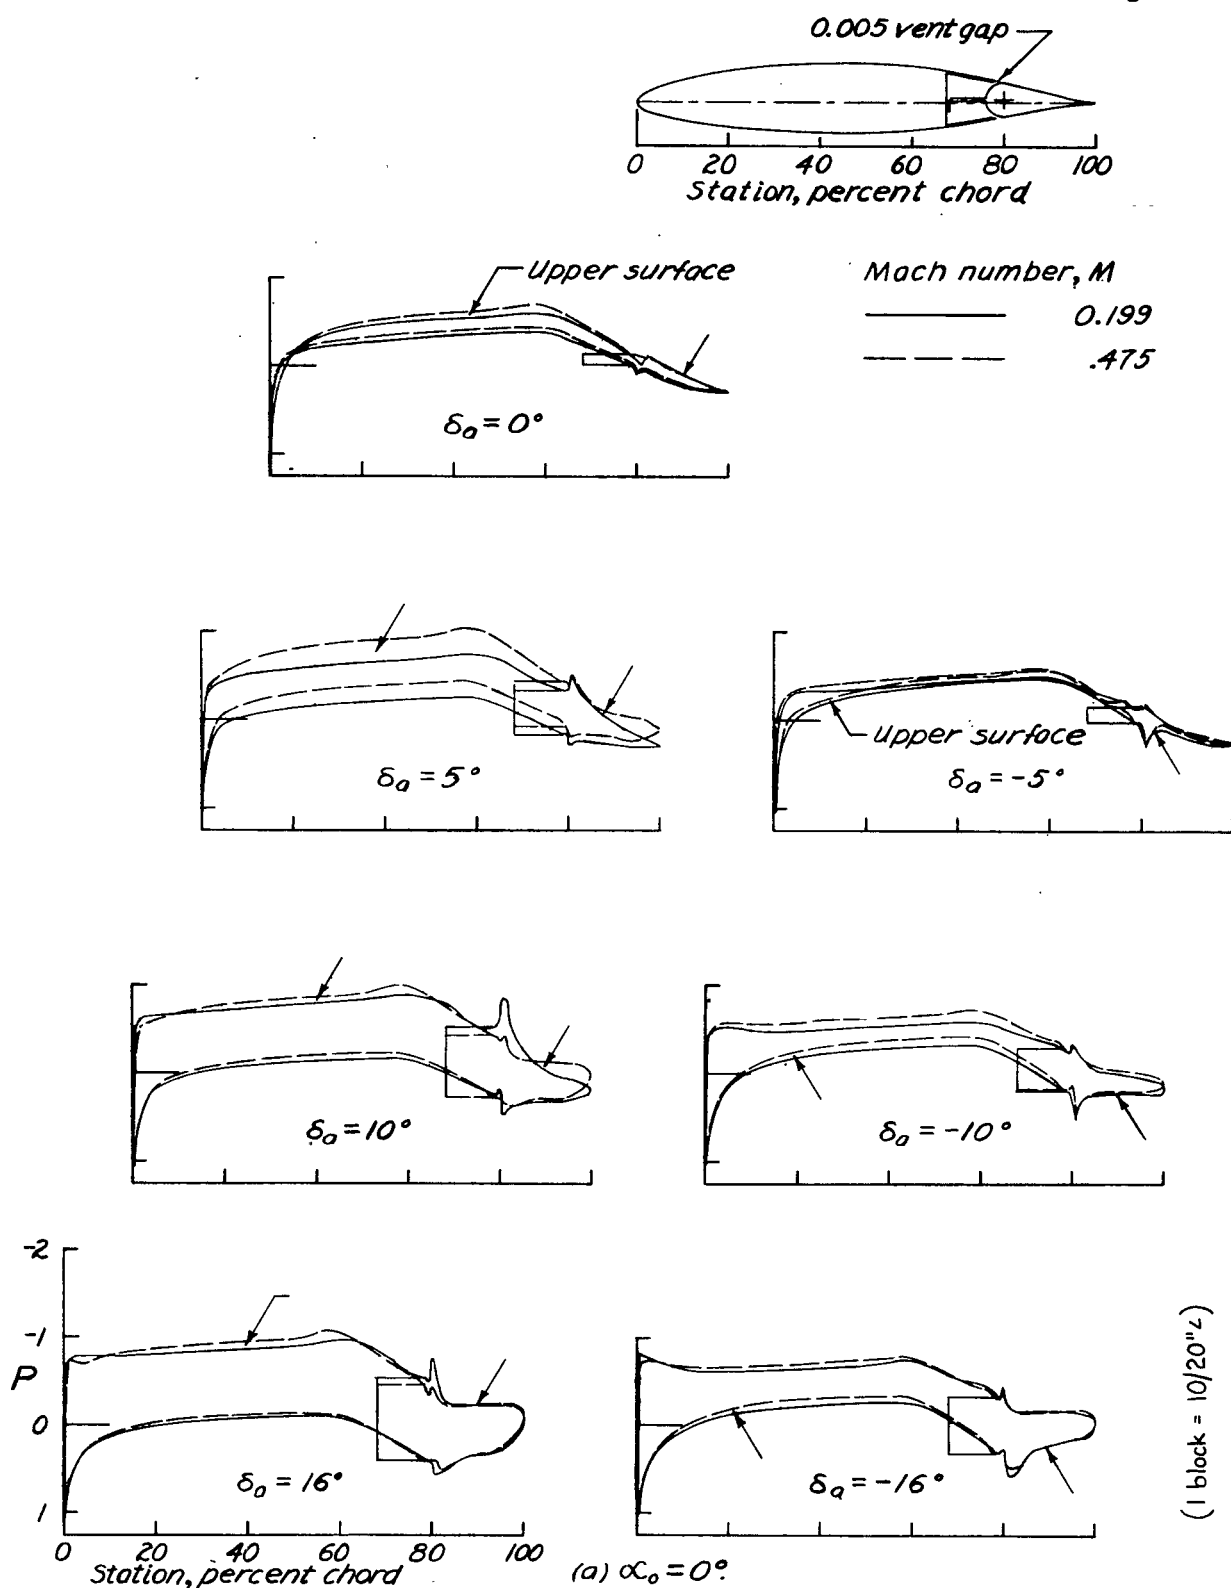 0.005 vent gap
0 20 40 60 80 100
Station, percent chord
Upper surface
Mach number, M
0.199
.475
δa = 0°
Upper surface
δa = 5°
δa = -5°
δa = 10°
δa = -10°
-2
-1
P
0
1
δa = 16°
δa = -16°
(1 block = 10/20"∠)
0 20 40 60 80 100
Station, percent chord
(a) ∝o = 0°.